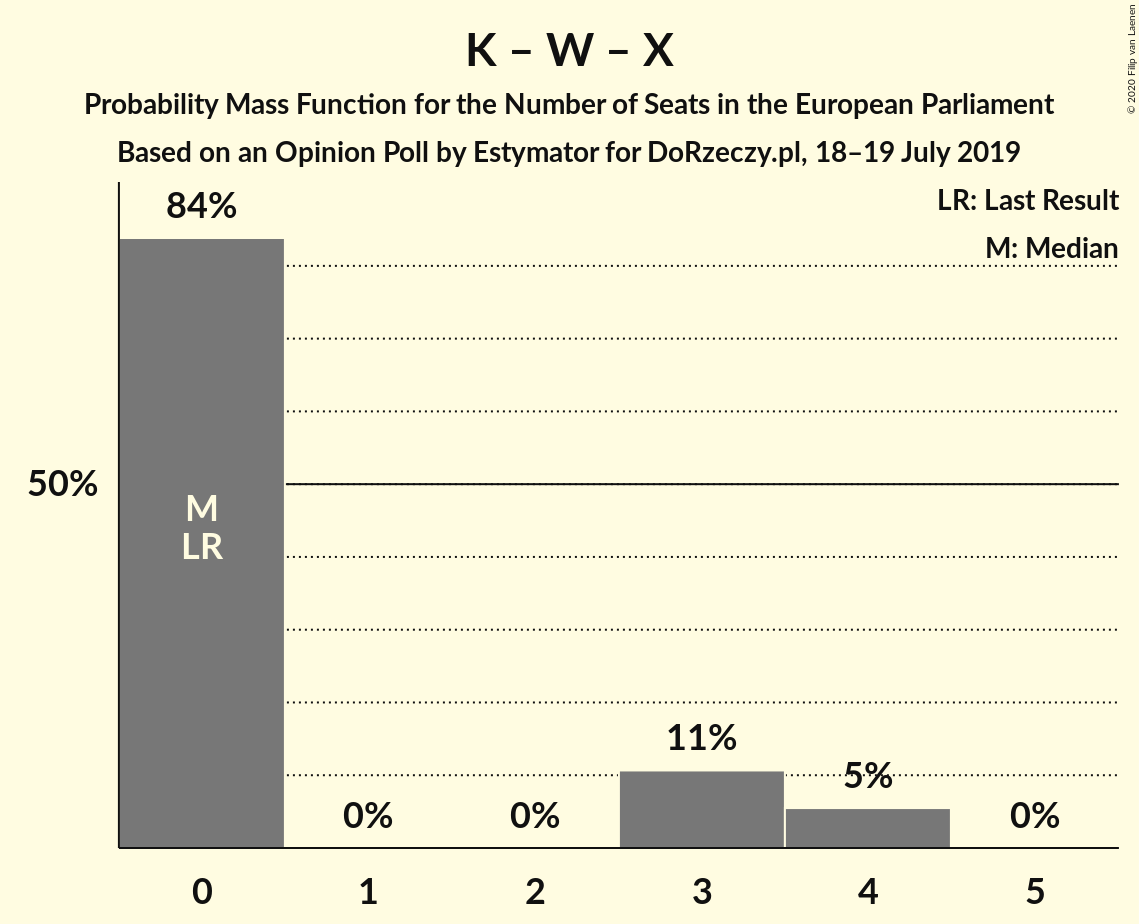 K – W – X
Probability Mass Function for the Number of Seats in the European Parliament
Based on an Opinion Poll by Estymator for DoRzeczy.pl, 18–19 July 2019
© 2020 Filip van Laenen
LR: Last Result
M: Median
84%
50%
M
LR
0%
0%
11%
5%
0%
0
1
2
3
4
5